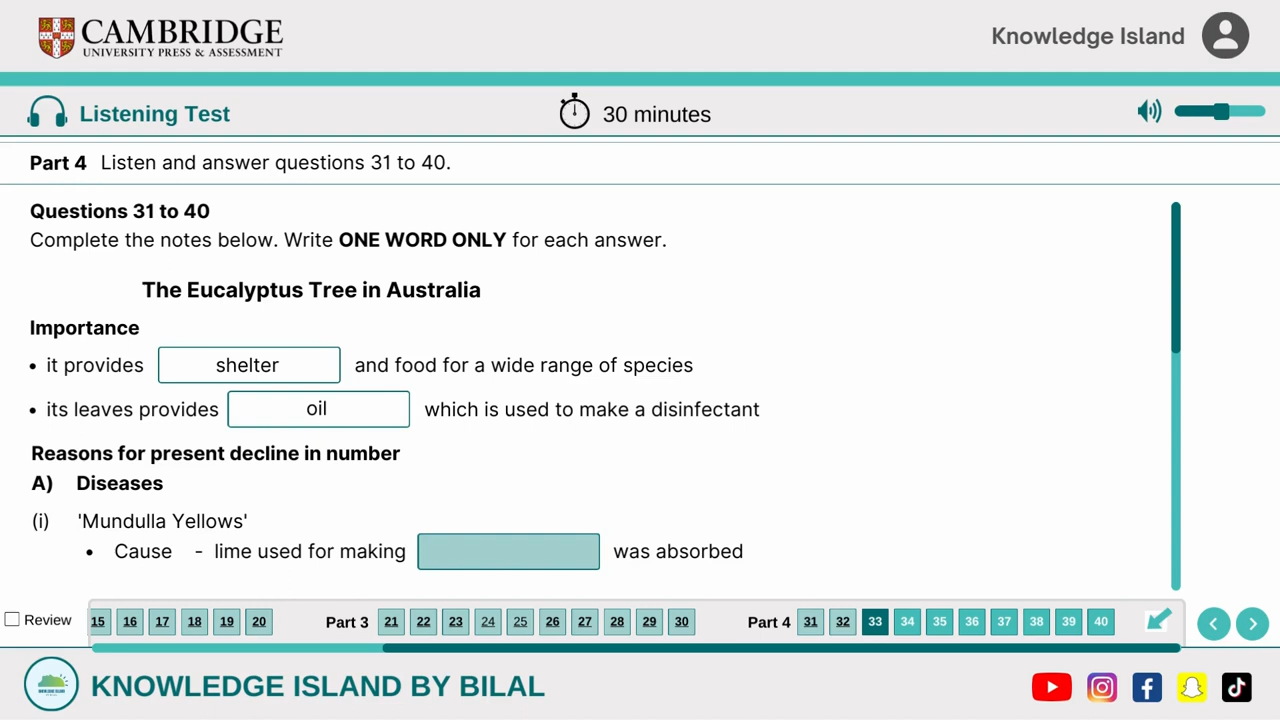 CAMBRIDGE
UNIVERSITY PRESS & ASSESSMENT
Knowledge Island
Listening Test
30 minutes
Part 4 Listen and answer questions 31 to 40.
Questions 31 to 40
Complete the notes below. Write ONE WORD ONLY for each answer.
The Eucalyptus Tree in Australia
Importance
• it provides shelter and food for a wide range of species
• its leaves provides oil which is used to make a disinfectant
Reasons for present decline in number
A) Diseases
(i) 'Mundulla Yellows'
• Cause - lime used for making was absorbed
Review 15 16 17 18 19 20 Part 3 21 22 23 24 25 26 27 28 29 30 Part 4 31 32 33 34 35 36 37 38 39 40
KNOWLEDGE ISLAND BY BILAL